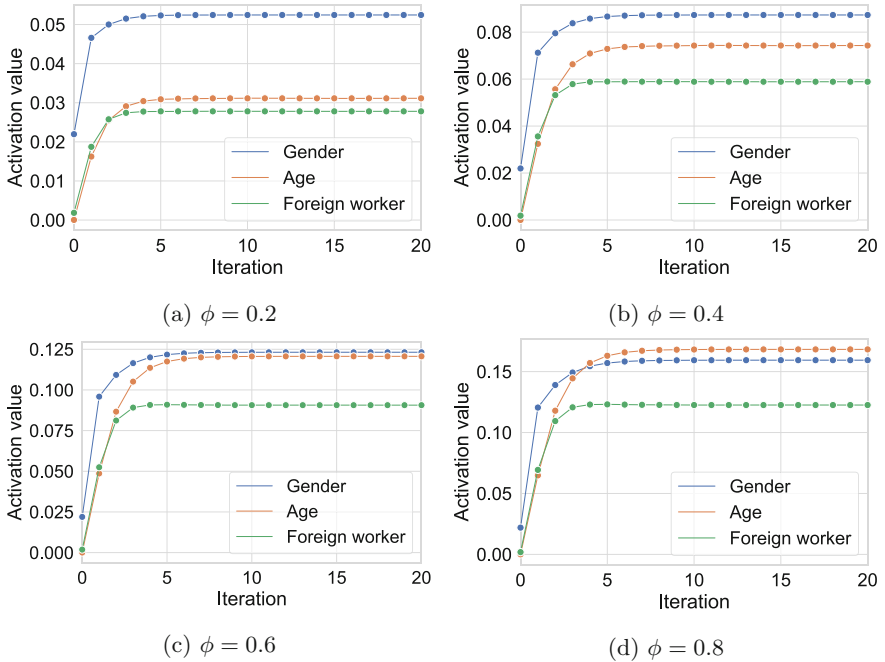 Activation value
0.05
0.04
0.03
0.02
0.01
0.00
Gender
Age
Foreign worker
0 5 10 15 20
Iteration
(a) ϕ = 0.2
Activation value
0.08
0.06
0.04
0.02
0.00
Gender
Age
Foreign worker
0 5 10 15 20
Iteration
(b) ϕ = 0.4
Activation value
0.125
0.100
0.075
0.050
0.025
0.000
Gender
Age
Foreign worker
0 5 10 15 20
Iteration
(c) ϕ = 0.6
Activation value
0.15
0.10
0.05
0.00
Gender
Age
Foreign worker
0 5 10 15 20
Iteration
(d) ϕ = 0.8